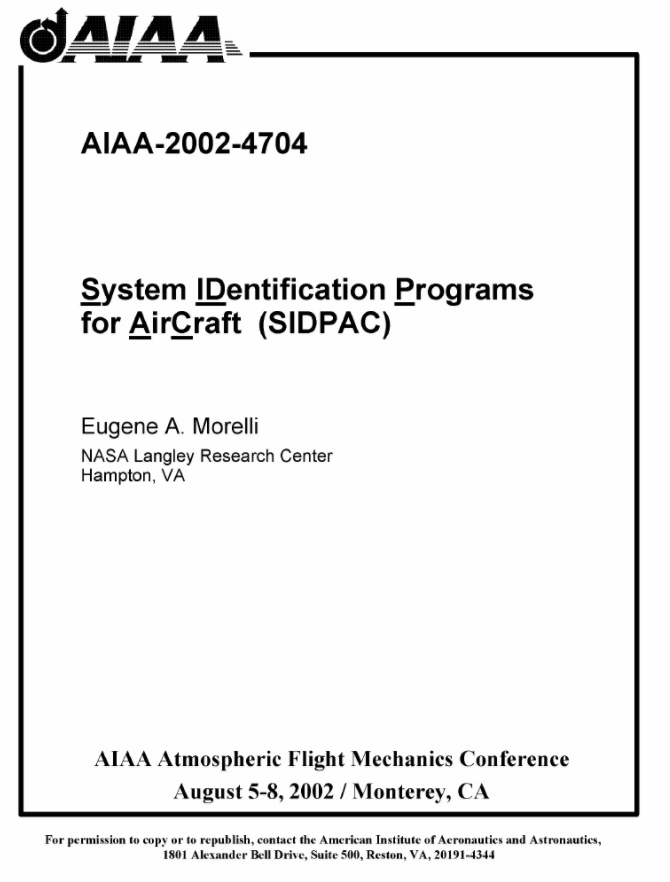 AIAA
AIAA-2002-4704
System IDentification Programs
for AirCraft (SIDPAC)
Eugene A. Morelli
NASA Langley Research Center
Hampton, VA
AIAA Atmospheric Flight Mechanics Conference
August 5-8, 2002 / Monterey, CA
For permission to copy or to republish, contact the American Institute of Aeronautics and Astronautics,
1801 Alexander Bell Drive, Suite 500, Reston, VA, 20191-4344